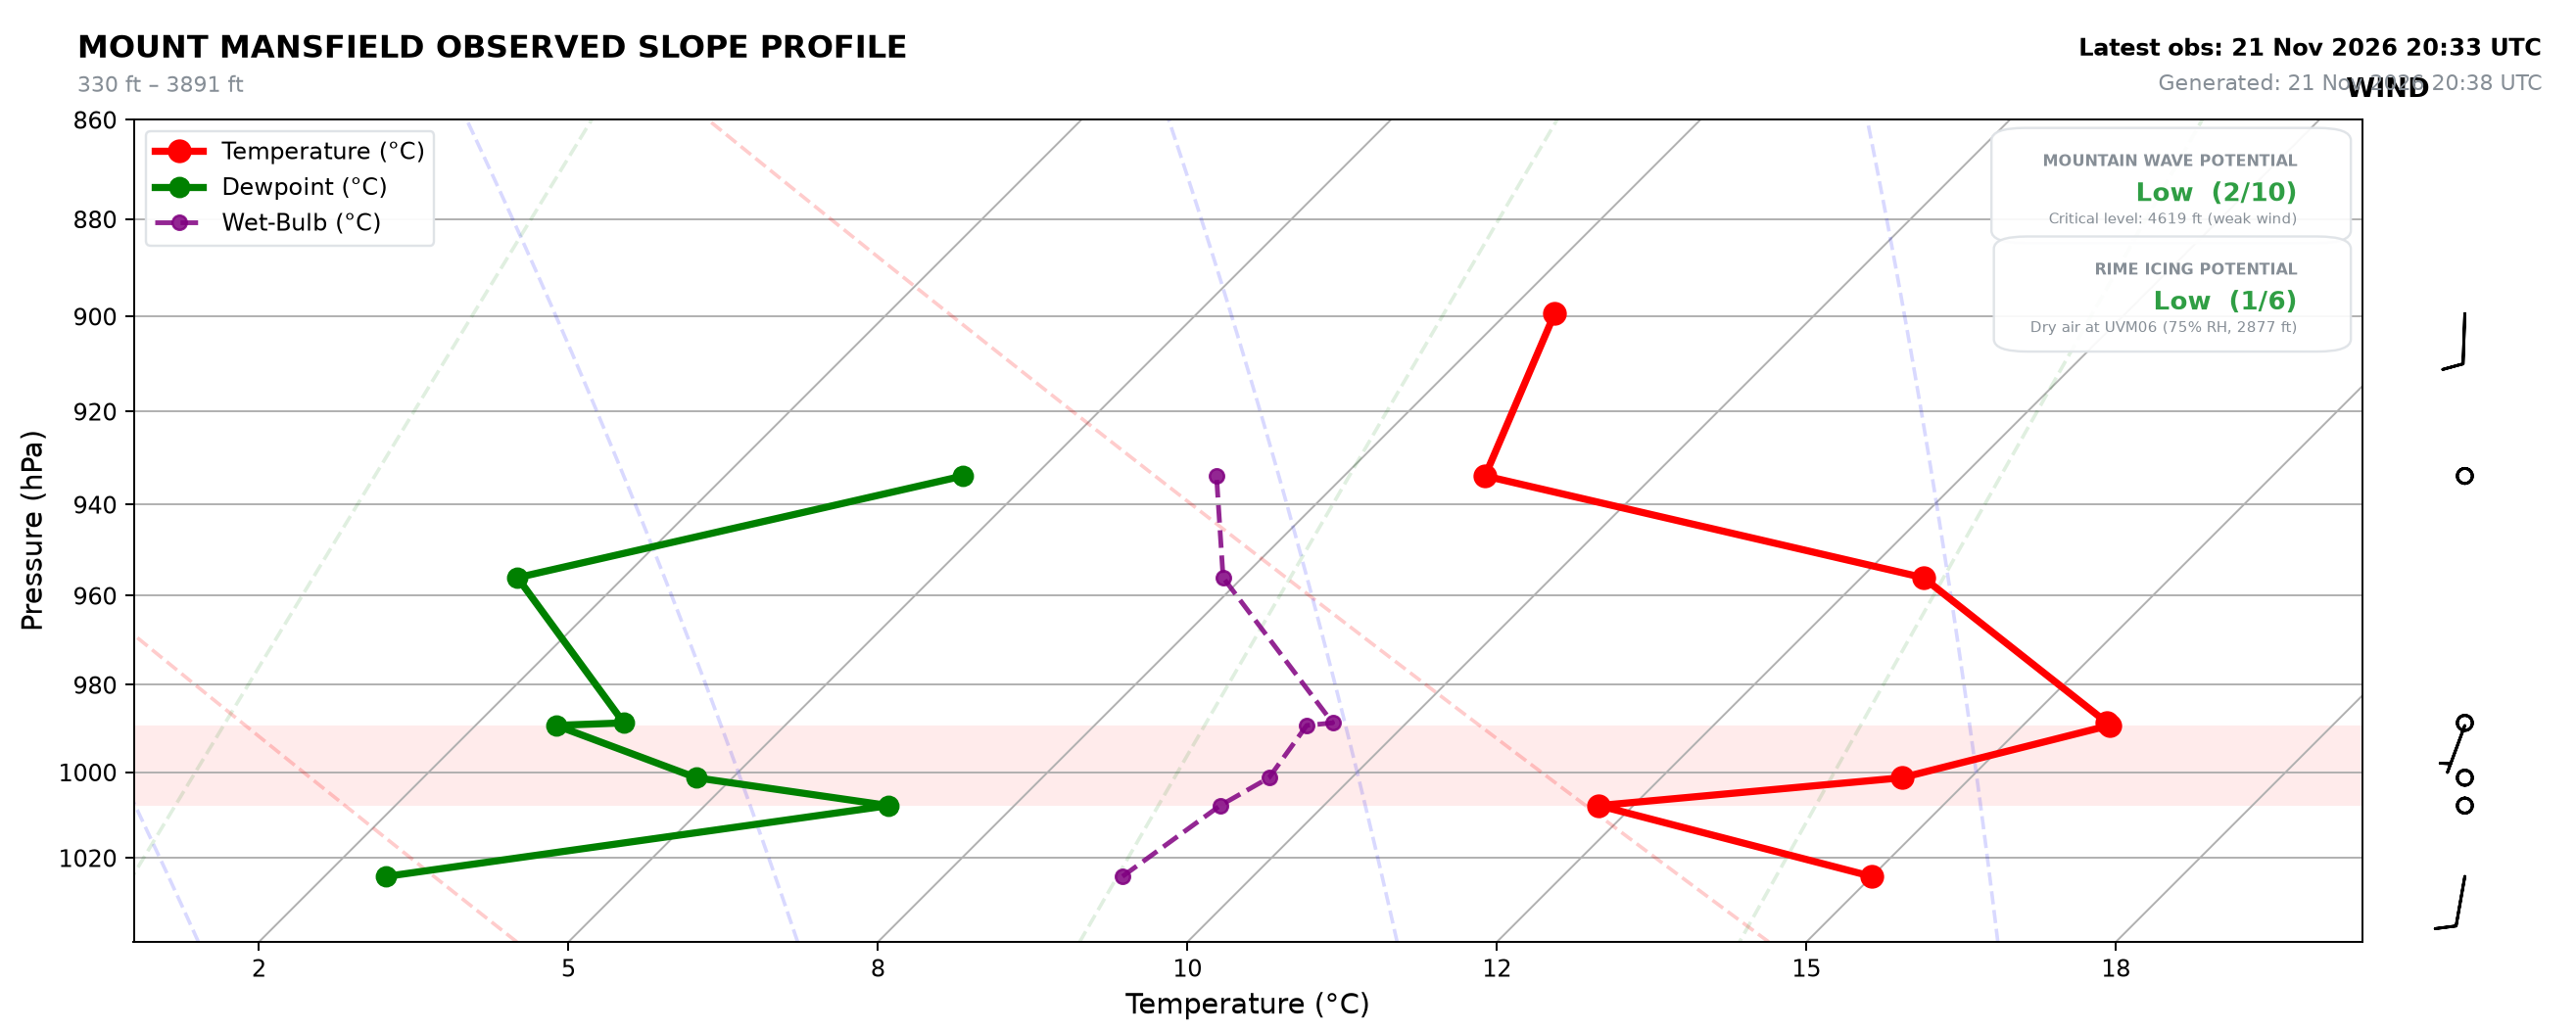 MOUNT MANSFIELD OBSERVED SLOPE PROFILE
330 ft – 3891 ft
Latest obs: 21 Nov 2026 20:33 UTC
Generated: 21 Nov 2026 20:38 UTC
WIND
Temperature (°C)
Dewpoint (°C)
Wet-Bulb (°C)
MOUNTAIN WAVE POTENTIAL
Low (2/10)
Critical level: 4619 ft (weak wind)
RIME ICING POTENTIAL
Low (1/6)
Dry air at UVM06 (75% RH, 2877 ft)
Pressure (hPa)
860
880
900
920
940
960
980
1000
1020
2 5 8 10 12 15 18
Temperature (°C)